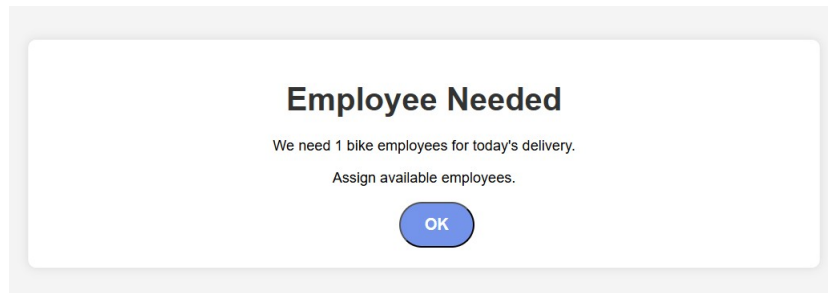 Employee Needed
We need 1 bike employees for today's delivery.
Assign available employees.
OK